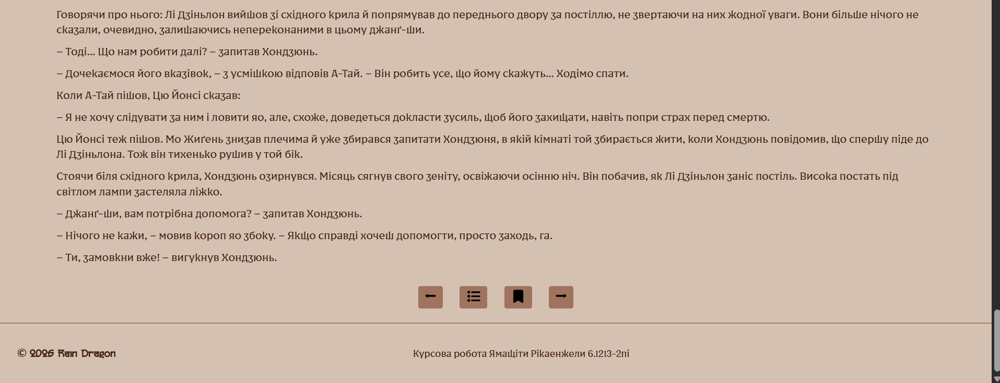 Говорячи про нього: Лі Дзіньлон вийшов зі східного крила й попрямував до переднього двору за постіллю, не звертаючи на них жодної уваги. Вони більше нічого не
сказали, очевидно, залишаючись непереконаними в цьому джанґ-ши.
– Тоді... Що нам робити далі? – запитав Хондзюнь.
– Дочекаємося його вказівок, – з усмішкою відповів А-Тай. – Він робить усе, що йому скажуть... Ходімо спати.
Коли А-Тай пішов, Цю Йонсі сказав:
– Я не хочу слідувати за ним і ловити яо, але, схоже, доведеться докласти зусиль, щоб його захищати, навіть попри страх перед смертю.
Цю Йонсі теж пішов. Мо Жиґень знизав плечима й уже збирався запитати Хондзюня, в якій кімнаті той збирається жити, коли Хондзюнь повідомив, що спершу піде до
Лі Дзіньлона. Тож він тихенько рушив у той бік.
Стоячи біля східного крила, Хондзюнь озирнувся. Місяць сягнув свого зеніту, освіжаючи осінню ніч. Він побачив, як Лі Дзіньлон заніс постіль. Висока постать під
світлом лампи застеляла ліжко.
– Джанґ-ши, вам потрібна допомога? – запитав Хондзюнь.
– Нічого не кажи, – мовив короп яо збоку. – Якщо справді хочеш допомогти, просто заходь, га.
– Ти, замовкни вже! – вигукнув Хондзюнь.
© 2026 Rain Dragon
Курсова робота Ямащіти Рікаенжели 6.1213-2пі